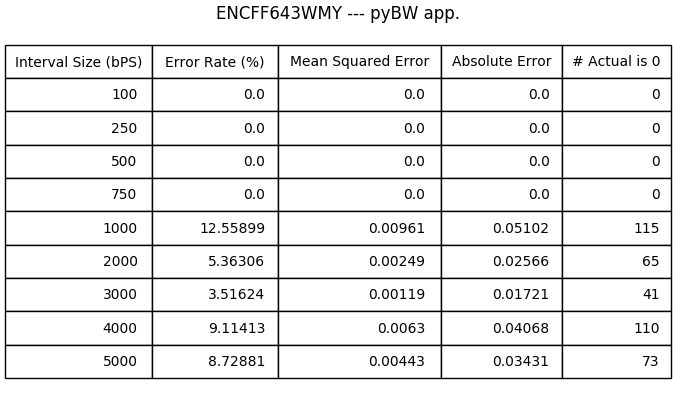 ENCFF643WMY --- pyBW app.
Interval Size (bPS) Error Rate (%) Mean Squared Error Absolute Error # Actual is 0
100 0.0 0.0 0.0 0
250 0.0 0.0 0.0 0
500 0.0 0.0 0.0 0
750 0.0 0.0 0.0 0
1000 12.55899 0.00961 0.05102 115
2000 5.36306 0.00249 0.02566 65
3000 3.51624 0.00119 0.01721 41
4000 9.11413 0.0063 0.04068 110
5000 8.72881 0.00443 0.03431 73